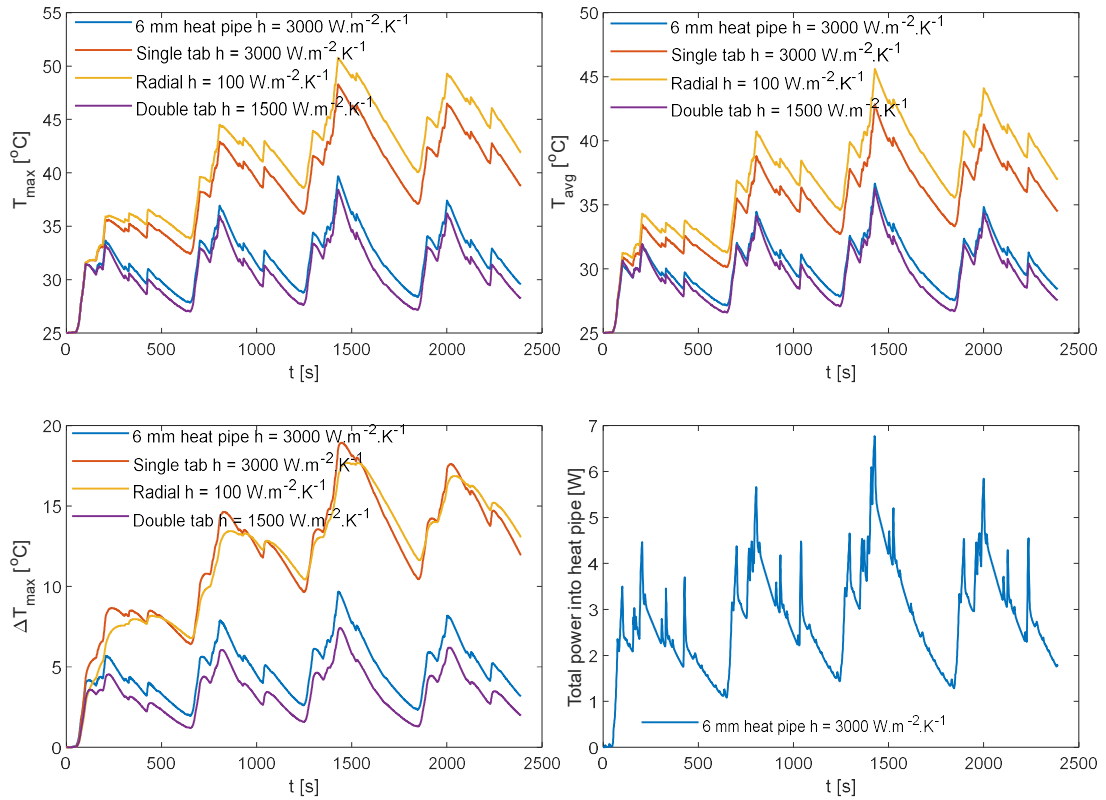 55
50
45
40
35
30
25
T_max [°C]
6 mm heat pipe h = 3000 W.m^-2.K^-1
Single tab h = 3000 W.m^-2.K^-1
Radial h = 100 W.m^-2.K^-1
Double tab h = 1500 W.m^-2.K^-1
0 500 1000 1500 2000 2500
t [s]
50
45
40
35
30
25
T_avg [°C]
6 mm heat pipe h = 3000 W.m^-2.K^-1
Single tab h = 3000 W.m^-2.K^-1
Radial h = 100 W.m^-2.K^-1
Double tab h = 1500 W.m^-2.K^-1
0 500 1000 1500 2000 2500
t [s]
20
15
10
5
0
ΔT_max [°C]
6 mm heat pipe h = 3000 W.m^-2.K^-1
Single tab h = 3000 W.m^-2.K^-1
Radial h = 100 W.m^-2.K^-1
Double tab h = 1500 W.m^-2.K^-1
0 500 1000 1500 2000 2500
t [s]
7
6
5
4
3
2
1
0
Total power into heat pipe [W]
6 mm heat pipe h = 3000 W.m^-2.K^-1
0 500 1000 1500 2000 2500
t [s]